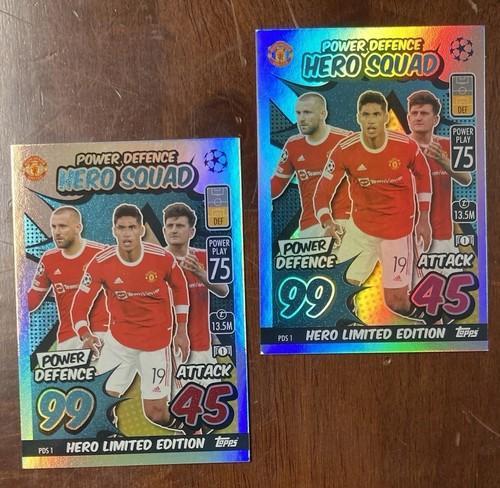 POWER DEFENCE
HERO SQUAD
DEF
POWER
PLAY
75
13.5M
1
TeamViewer
19
POWER
DEFENCE
99
ATTACK
45
PDS 1
HERO LIMITED EDITION
Topps
POWER DEFENCE
HERO SQUAD
DEF
POWER
PLAY
75
13.5M
1
TeamViewer
19
POWER
DEFENCE
99
ATTACK
45
PDS 1
HERO LIMITED EDITION
Topps